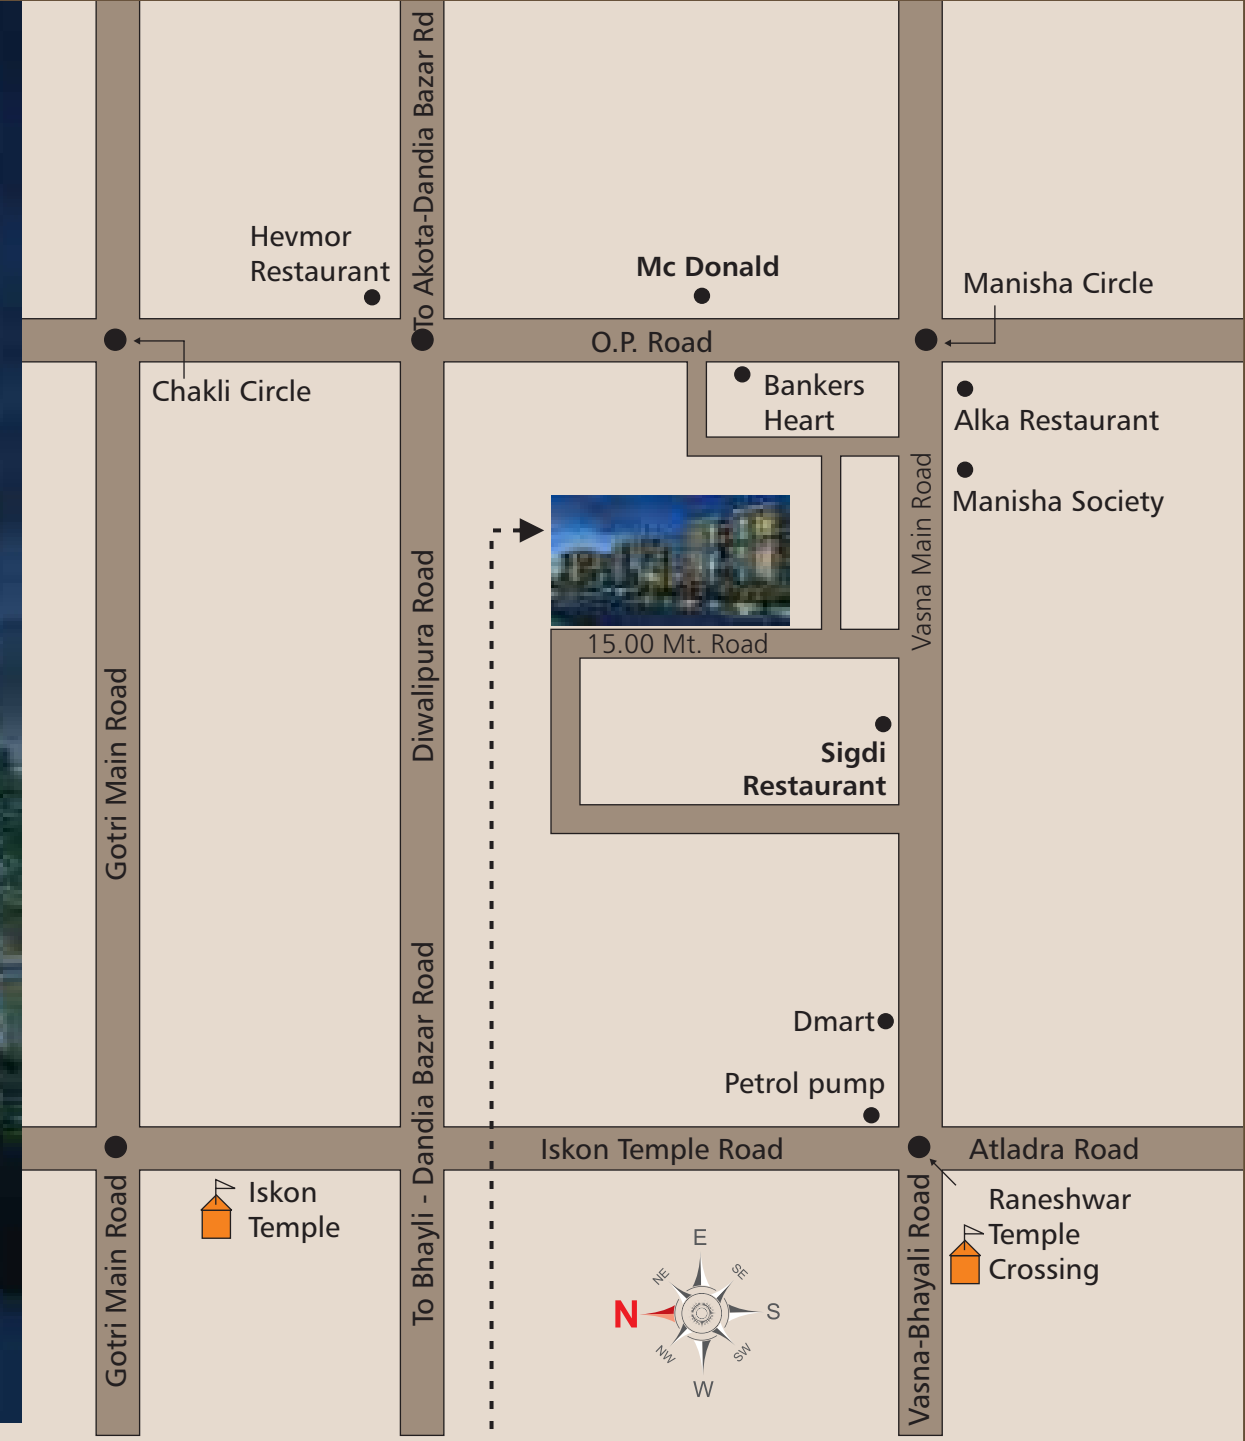 To Akota-Dandia Bazar Rd
Hevmor
Restaurant
Mc Donald
Manisha Circle
O.P. Road
Chakli Circle
Bankers
Heart
Alka Restaurant
Manisha Society
Vasna Main Road
Diwalipura Road
15.00 Mt. Road
Gotri Main Road
Sigdi
Restaurant
To Bhayli - Dandia Bazar Road
Dmart
Petrol pump
Iskon Temple Road
Atladra Road
Gotri Main Road
Iskon
Temple
Vasna-Bhayali Road
Raneshwar
Temple
Crossing
E
NE
SE
N
S
NW
SW
W